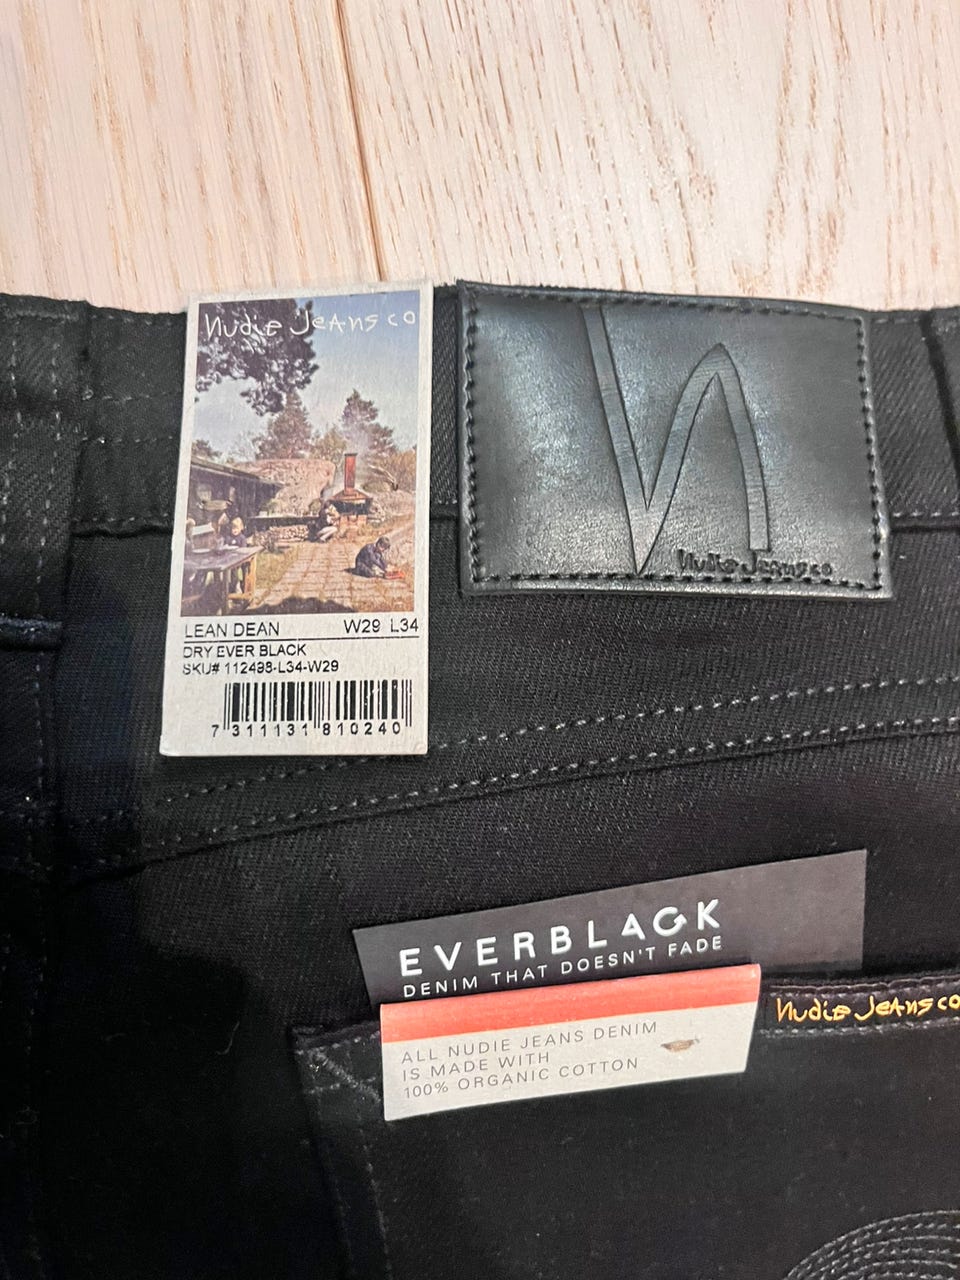 Nudie Jeans co
LEAN DEAN W29 L34
DRY EVER BLACK
SKU# 112498-L34-W29
7 311131 810240
Nudie Jeans co
EVERBLACK
DENIM THAT DOESN'T FADE
Nudie Jeans co
ALL NUDIE JEANS DENIM
IS MADE WITH
100% ORGANIC COTTON